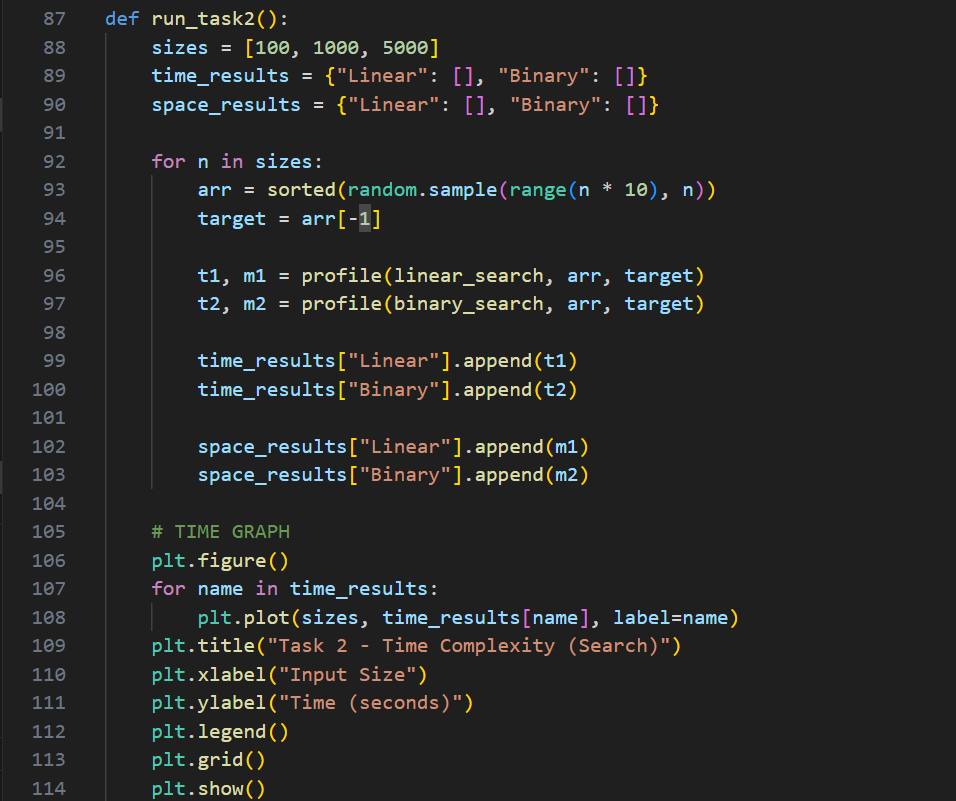 87 def run_task2():
88     sizes = [100, 1000, 5000]
89     time_results = {"Linear": [], "Binary": []}
90     space_results = {"Linear": [], "Binary": []}
91
92     for n in sizes:
93         arr = sorted(random.sample(range(n * 10), n))
94         target = arr[-1]
95
96         t1, m1 = profile(linear_search, arr, target)
97         t2, m2 = profile(binary_search, arr, target)
98
99         time_results["Linear"].append(t1)
100         time_results["Binary"].append(t2)
101
102         space_results["Linear"].append(m1)
103         space_results["Binary"].append(m2)
104
105     # TIME GRAPH
106     plt.figure()
107     for name in time_results:
108         plt.plot(sizes, time_results[name], label=name)
109     plt.title("Task 2 - Time Complexity (Search)")
110     plt.xlabel("Input Size")
111     plt.ylabel("Time (seconds)")
112     plt.legend()
113     plt.grid()
114     plt.show()